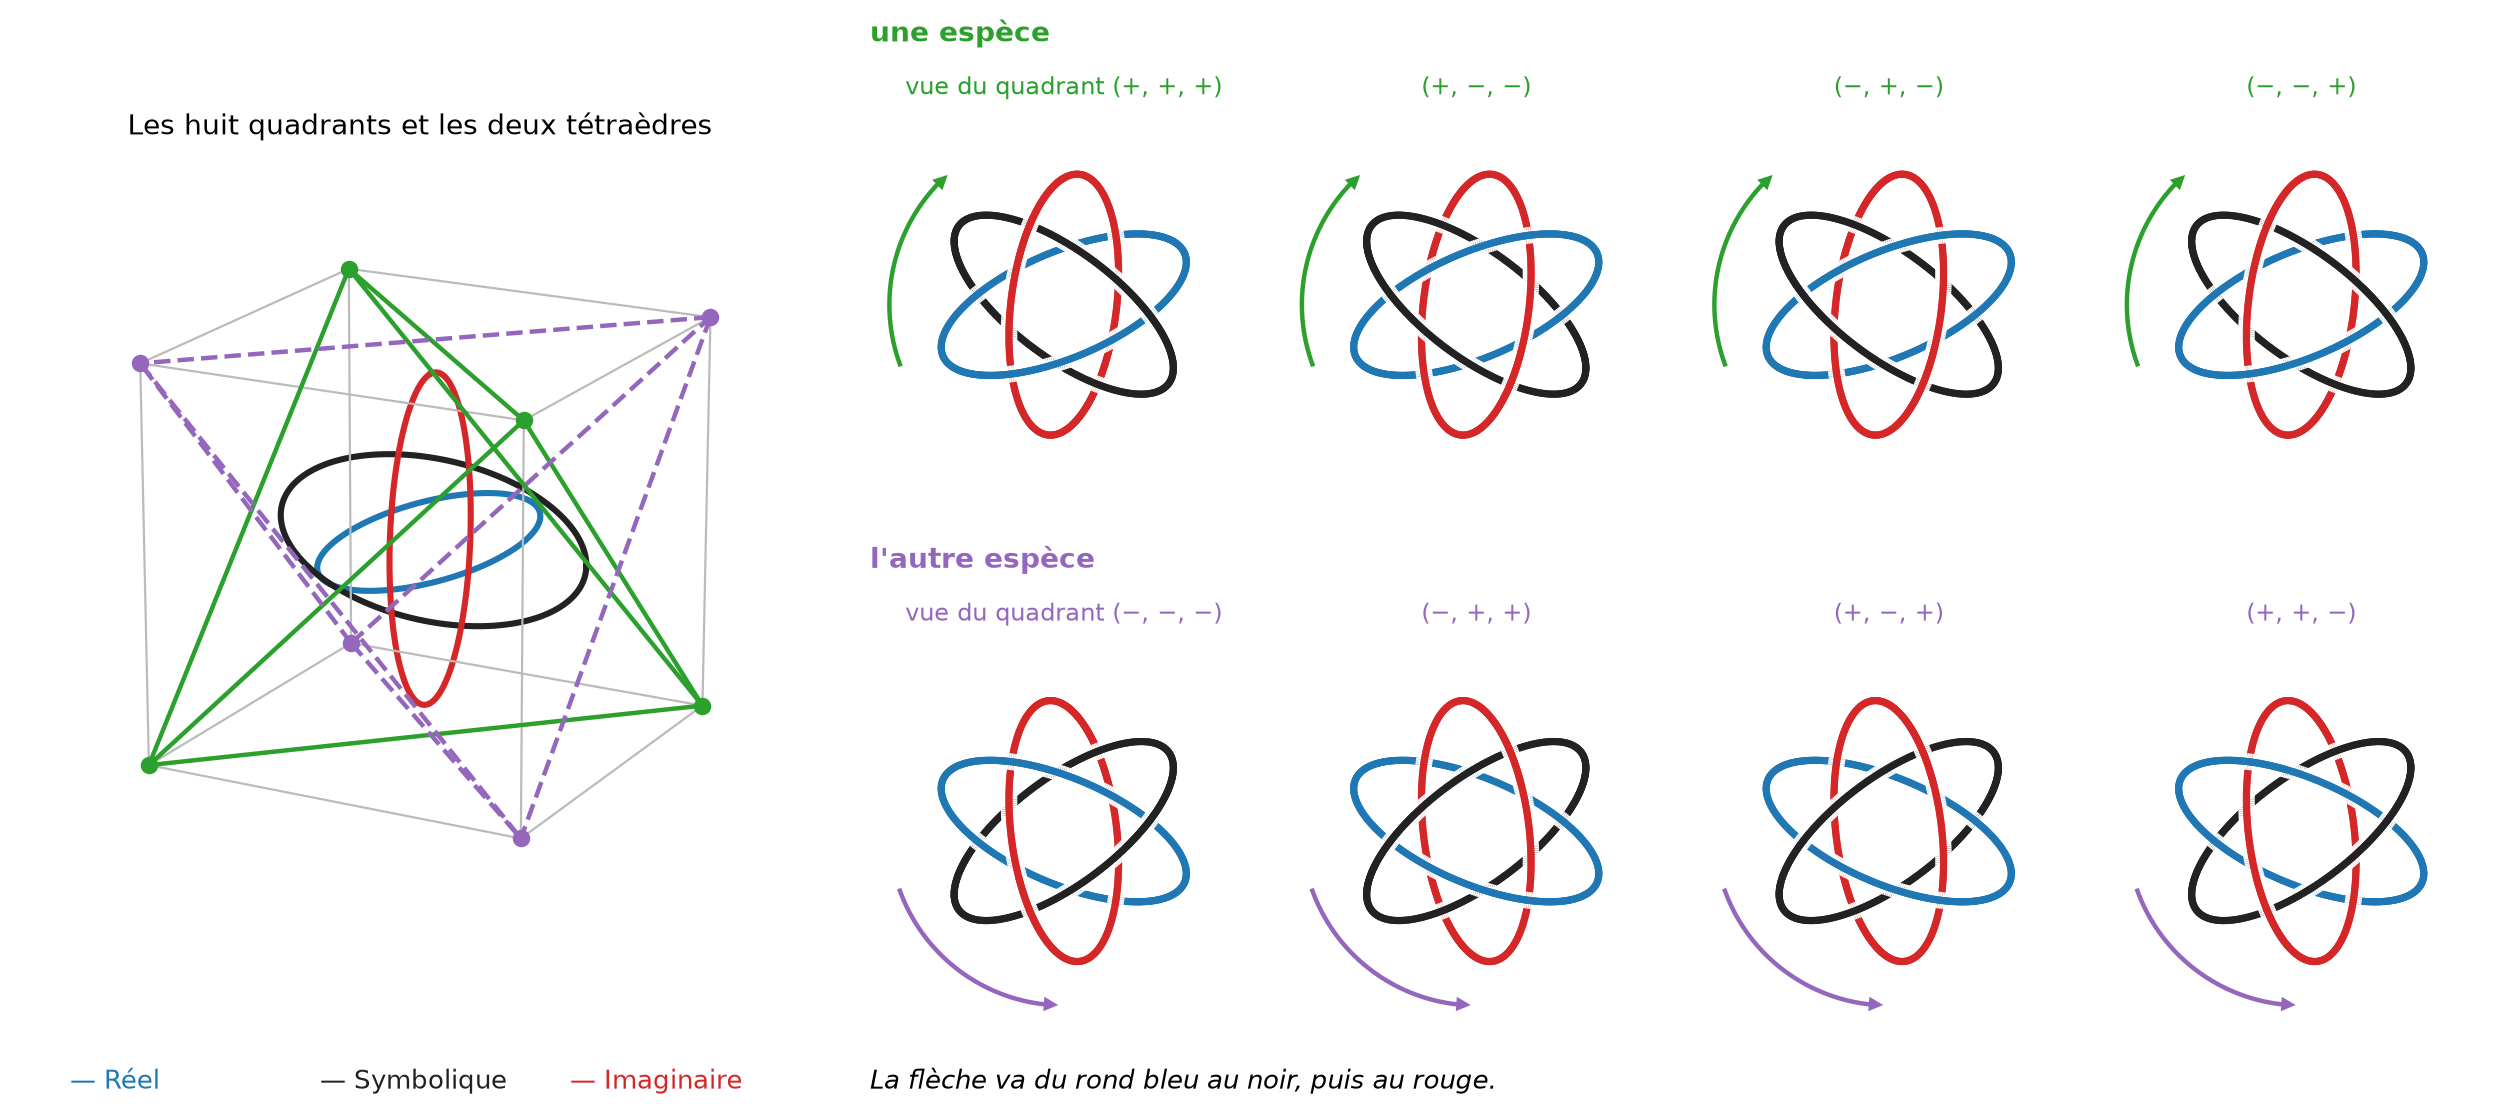 Les huit quadrants et les deux tétraèdres
une espèce
vue du quadrant (+, +, +)
(+, −, −)
(−, +, −)
(−, −, +)
l'autre espèce
vue du quadrant (−, −, −)
(−, +, +)
(+, −, +)
(+, +, −)
— Réel
— Symbolique
— Imaginaire
La flèche va du rond bleu au noir, puis au rouge.